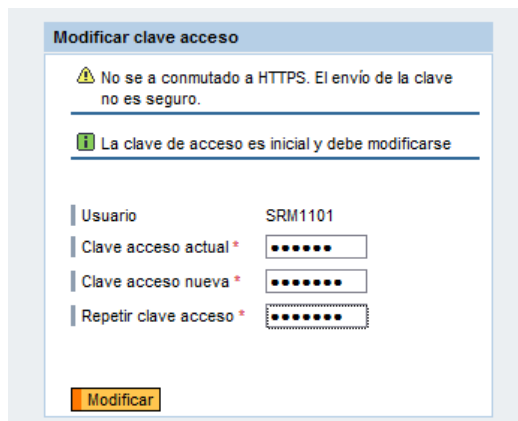 Modificar clave acceso
No se a conmutado a HTTPS. El envío de la clave
no es seguro.
La clave de acceso es inicial y debe modificarse
Usuario SRM1101
Clave acceso actual * ●●●●●●
Clave acceso nueva * ●●●●●●●
Repetir clave acceso * ●●●●●●●
Modificar